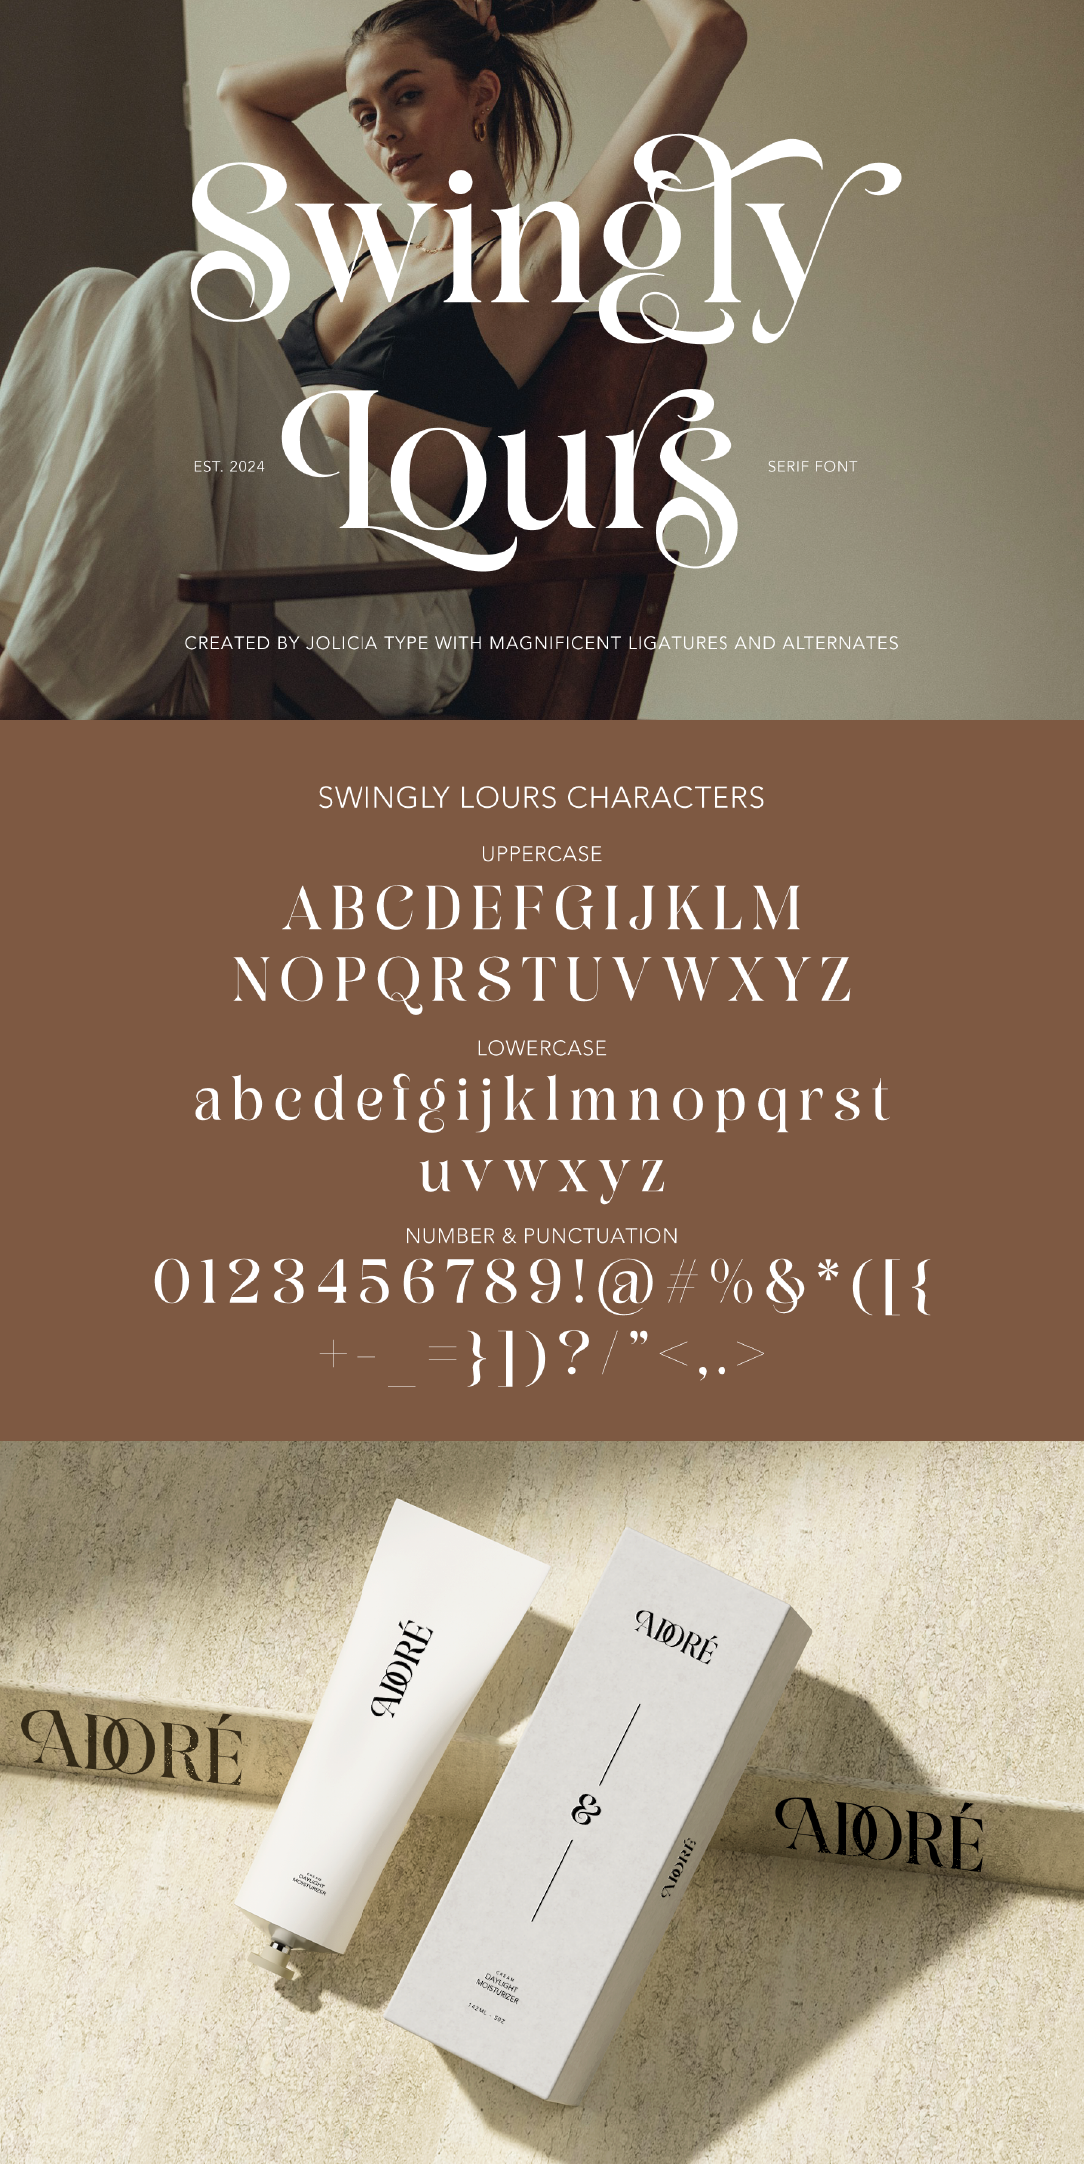 Swingly
Lours
EST. 2024
SERIF FONT
CREATED BY JOLICIA TYPE WITH MAGNIFICENT LIGATURES AND ALTERNATES
SWINGLY LOURS CHARACTERS
UPPERCASE
ABCDEFGIJKLM
NOPQRSTUVWXYZ
LOWERCASE
abcdefgijklmnopqrst
uvwxyz
NUMBER & PUNCTUATION
0123456789!@#%&*([{
+-_=}])?/”<,.>
ADORÉ
CREAM
DAYLIGHT
MOISTURIZER
ADORÉ
&
CREAM
DAYLIGHT
MOISTURIZER
142ML - 5OZ
ADORÉ
ADORÉ
ADORÉ